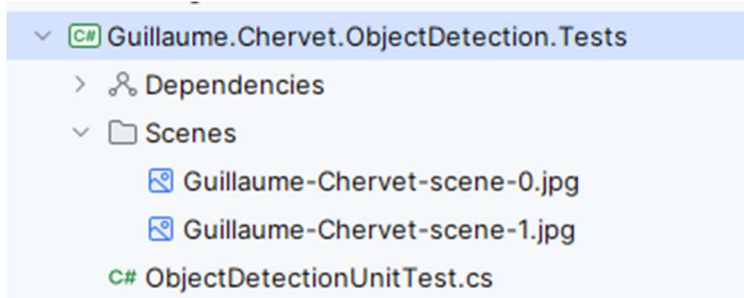 C# Guillaume.Chervet.ObjectDetection.Tests
Dependencies
Scenes
Guillaume-Chervet-scene-0.jpg
Guillaume-Chervet-scene-1.jpg
C# ObjectDetectionUnitTest.cs